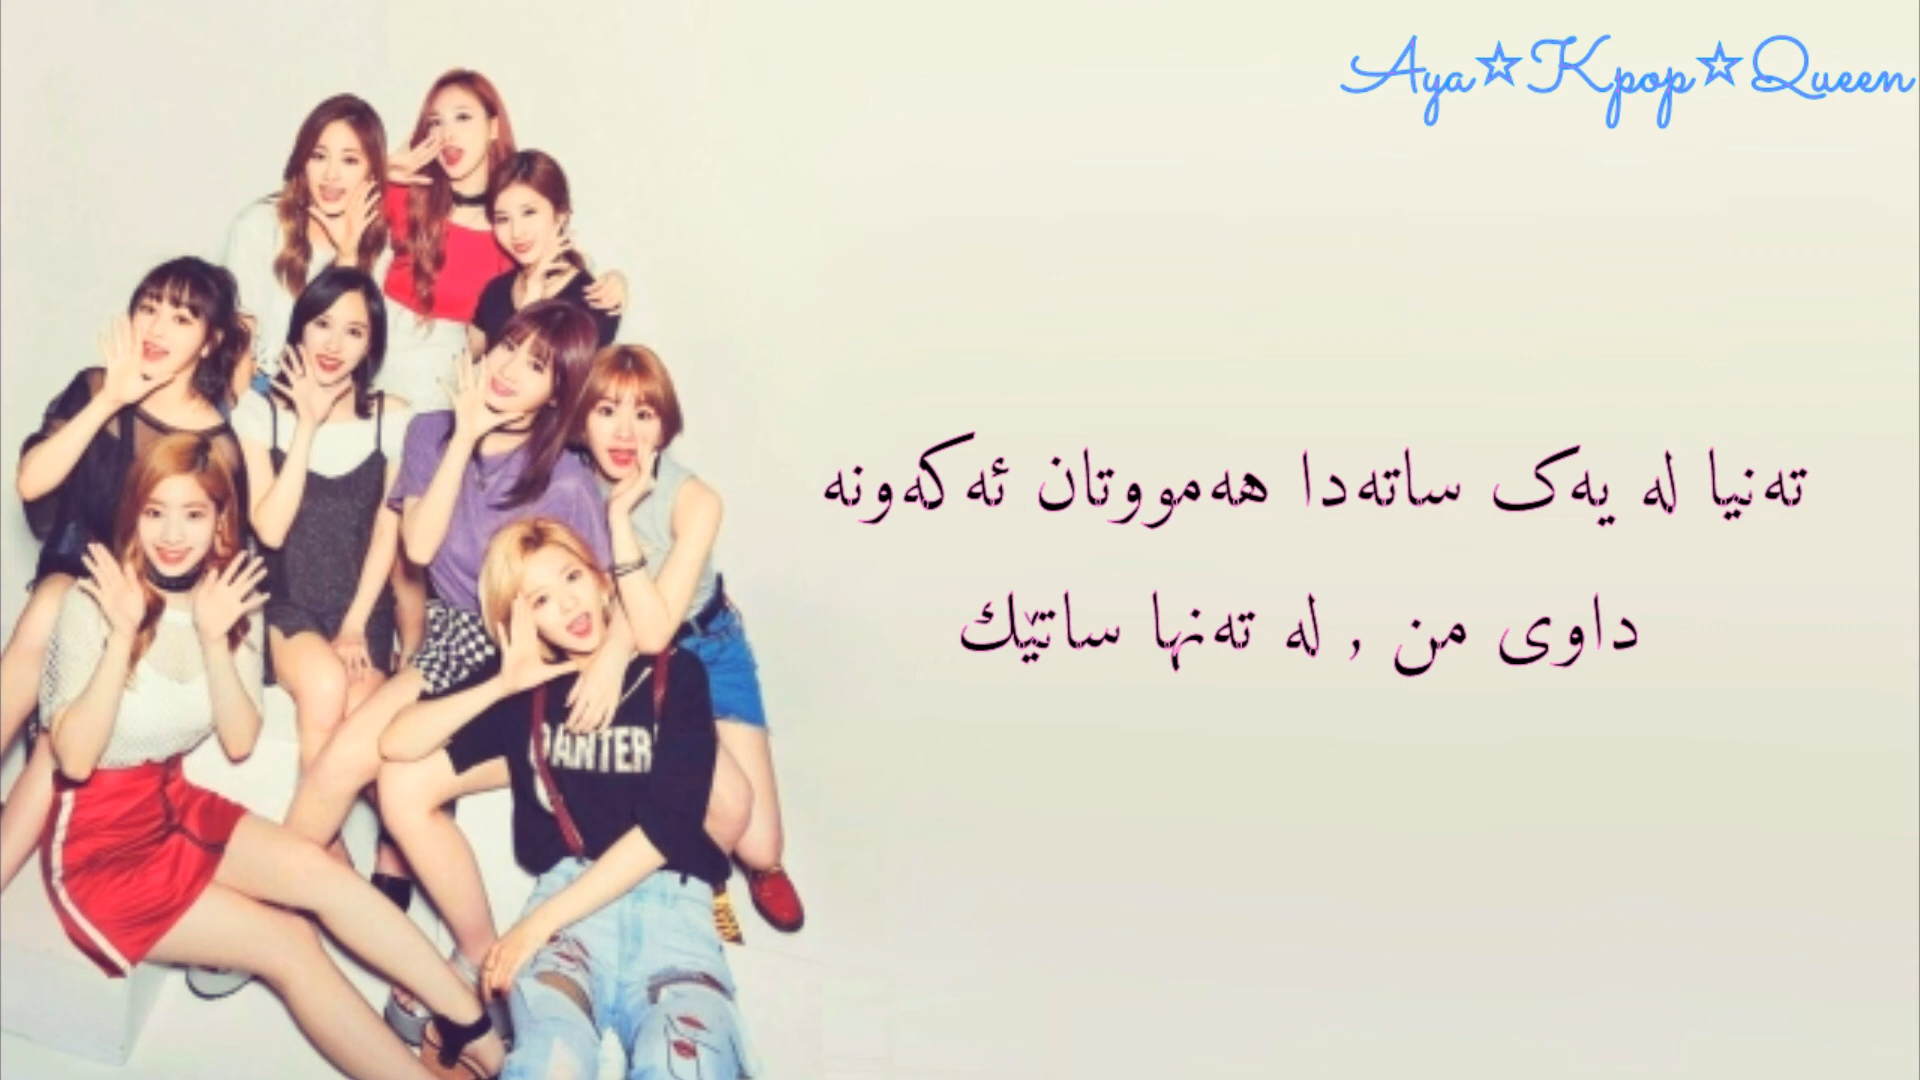 Aya☆Kpop☆Queen
تەنیا لە یەک ساتەدا هەمووتان ئەکەونە
داوی من , لە تەنها ساتێك
PANTER